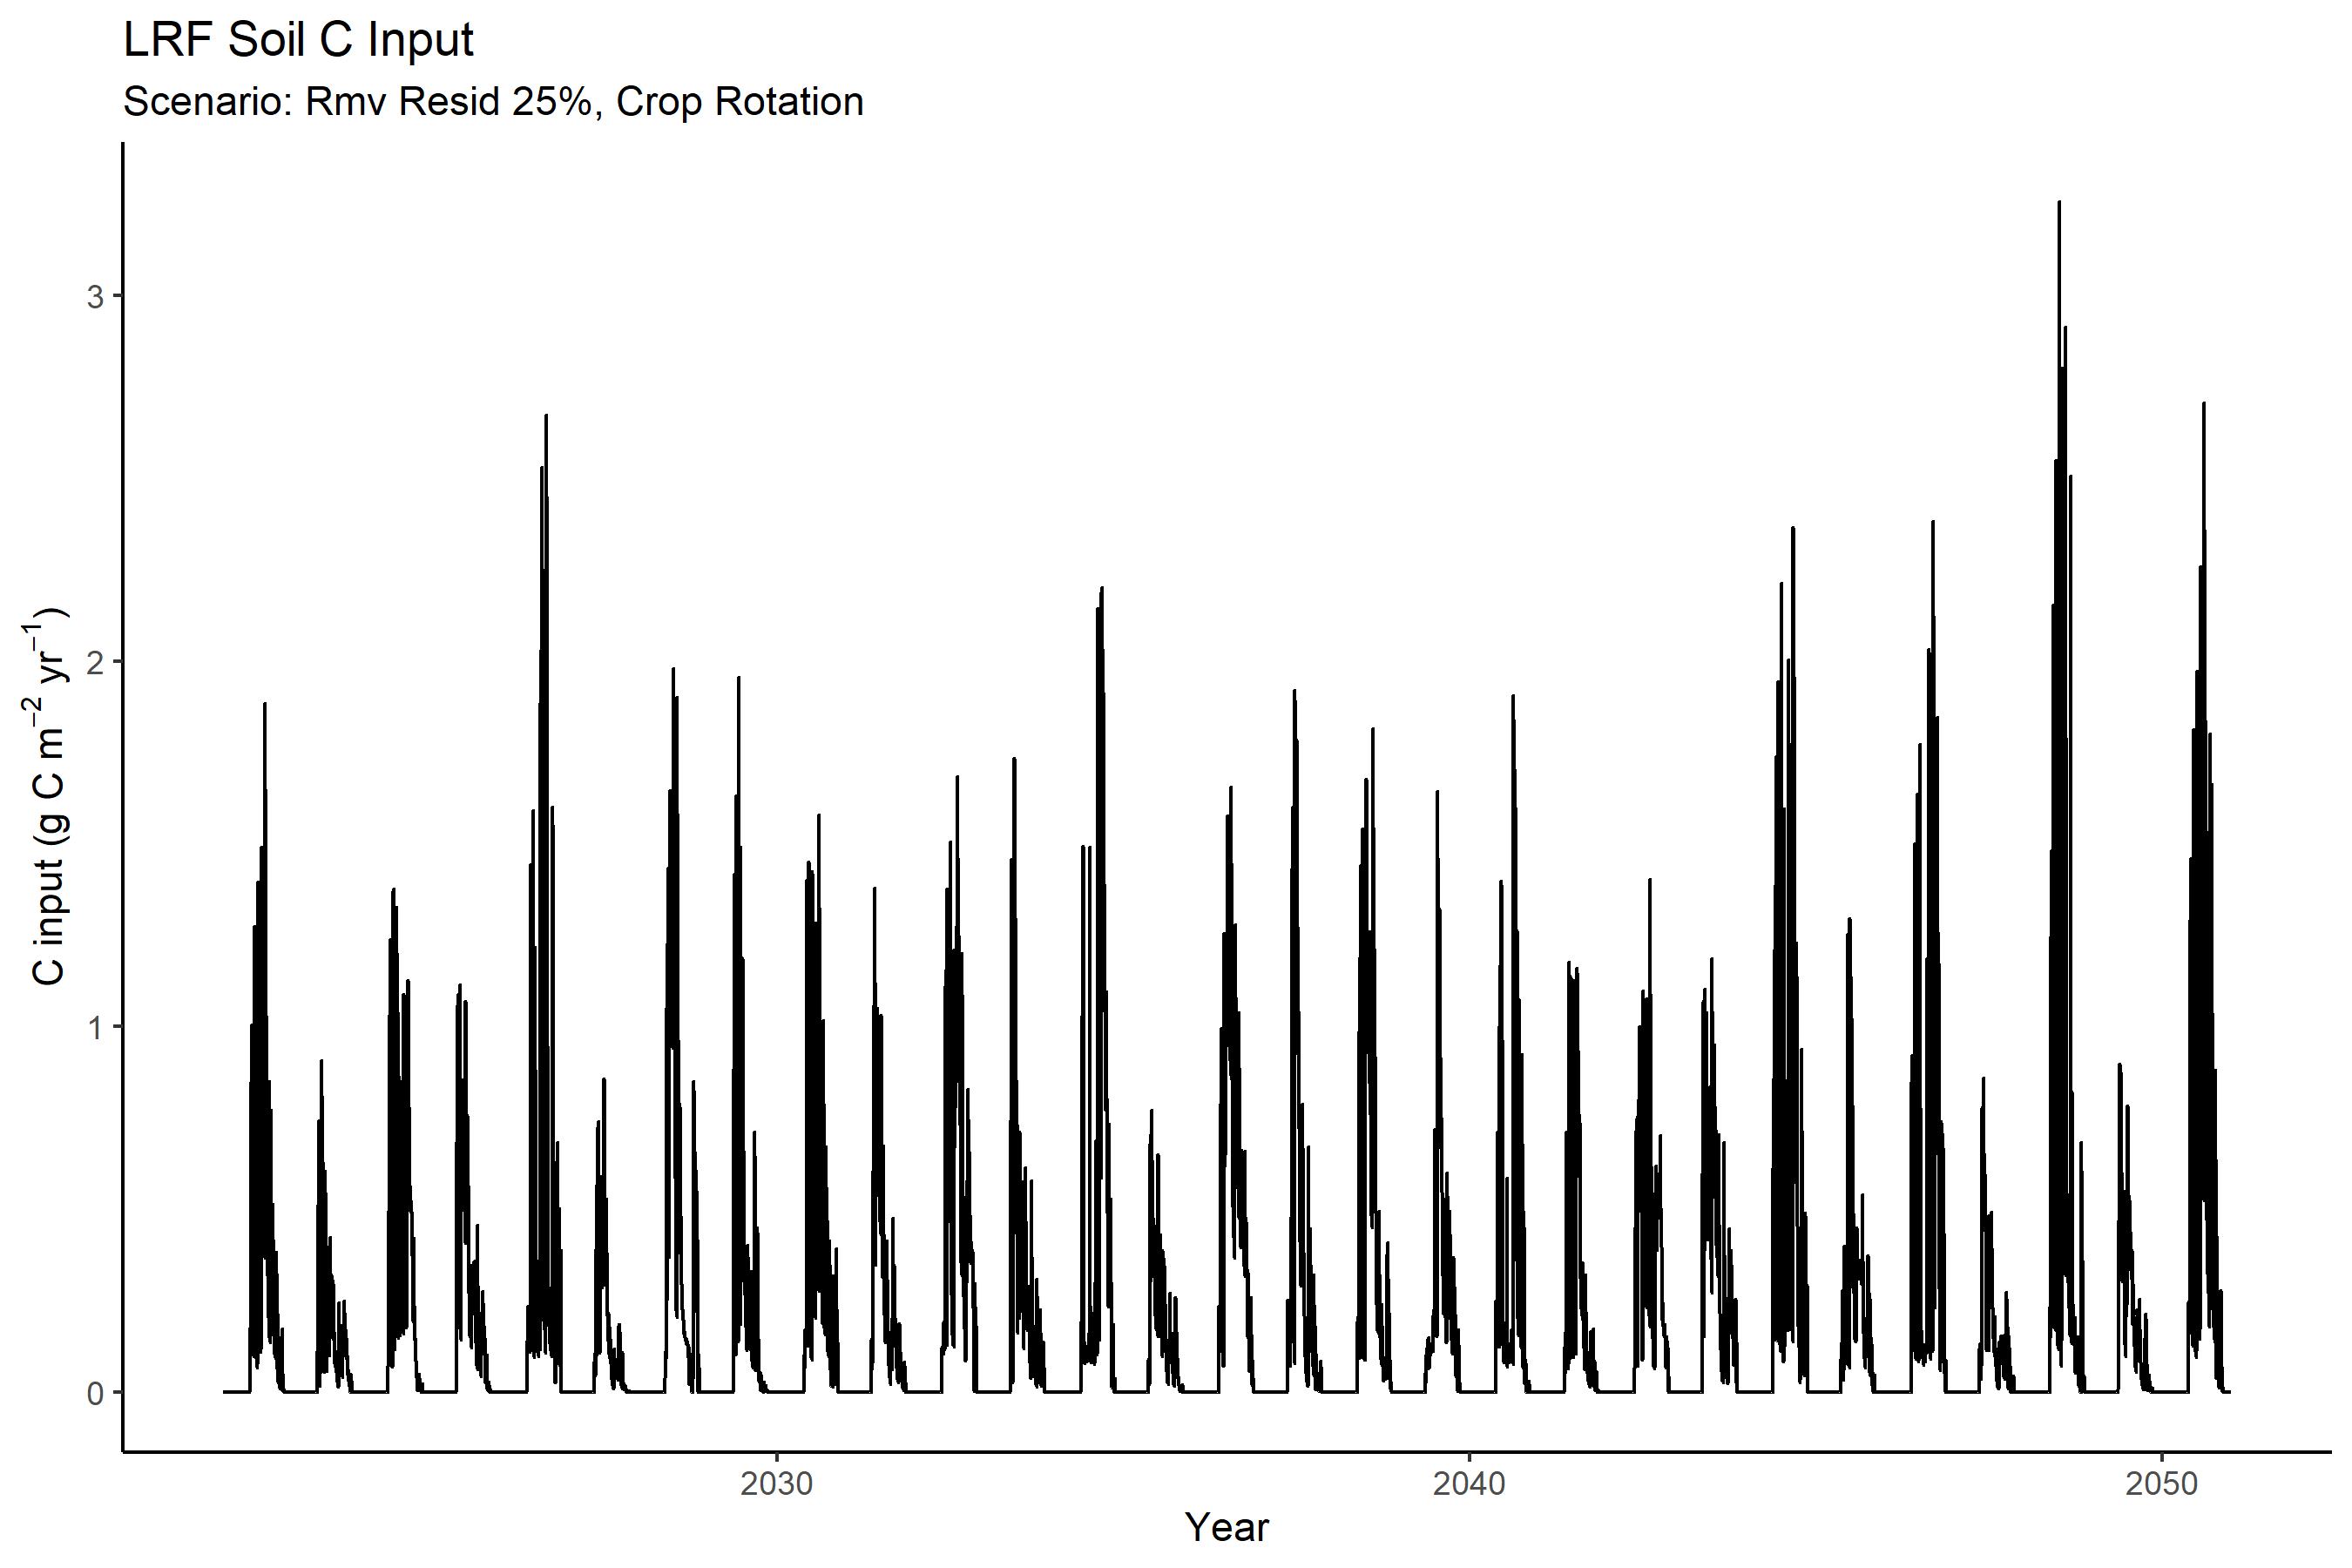 LRF Soil C Input
Scenario: Rmv Resid 25%, Crop Rotation
C input (g C m⁻² yr⁻¹)
3
2
1
0
2030 2040 2050
Year